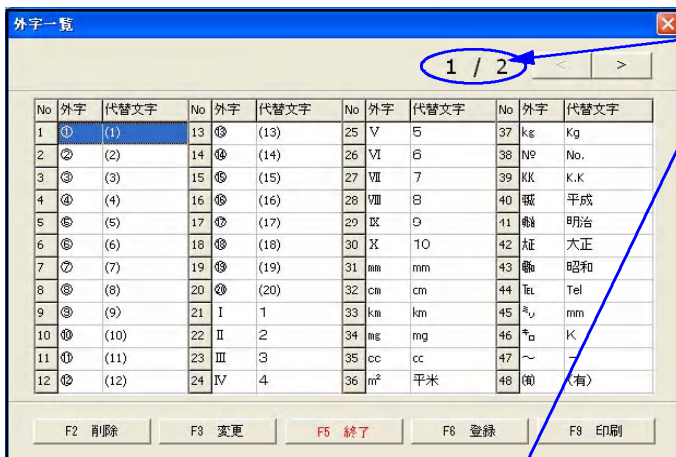 外字一覧
1 / 2 < >
No 外字 代替文字 No 外字 代替文字 No 外字 代替文字 No 外字 代替文字
1 ① (1) 13 ⑬ (13) 25 Ⅴ 5 37 ㎏ Kg
2 ② (2) 14 ⑭ (14) 26 Ⅵ 6 38 № No.
3 ③ (3) 15 ⑮ (15) 27 Ⅶ 7 39 KK K.K
4 ④ (4) 16 ⑯ (16) 28 Ⅷ 8 40 ㍻ 平成
5 ⑤ (5) 17 ⑰ (17) 29 Ⅸ 9 41 ㍾ 明治
6 ⑥ (6) 18 ⑱ (18) 30 Ⅹ 10 42 ㍽ 大正
7 ⑦ (7) 19 ⑲ (19) 31 ㎜ mm 43 ㍼ 昭和
8 ⑧ (8) 20 ⑳ (20) 32 ㎝ cm 44 ℡ Tel
9 ⑨ (9) 21 Ⅰ 1 33 ㎞ km 45 ㍉ mm
10 ⑩ (10) 22 Ⅱ 2 34 ㎎ mg 46 ㌔ K
11 ⑪ (11) 23 Ⅲ 3 35 cc cc 47 ～ −
12 ⑫ (12) 24 Ⅳ 4 36 ㎡ 平米 48 ㈲ (有)
F2 削除 F3 変更 F5 終了 F6 登録 F9 印刷